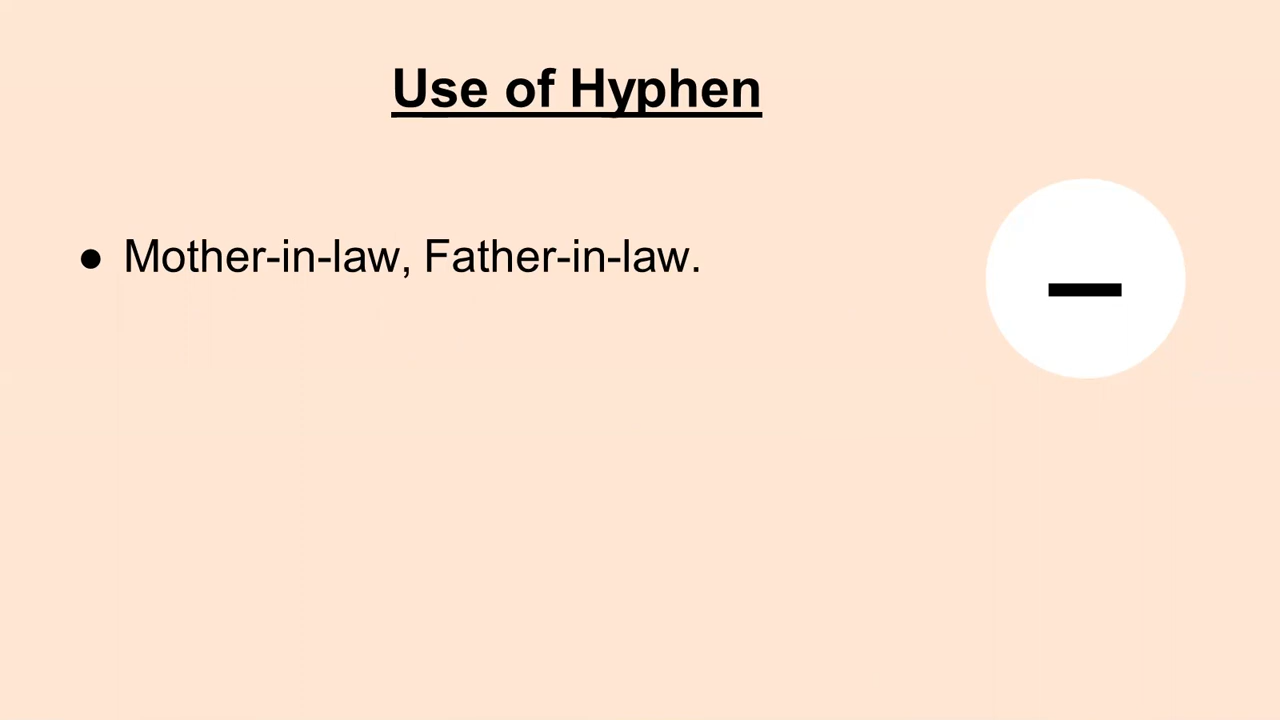 Use of Hyphen
● Mother-in-law, Father-in-law.
-